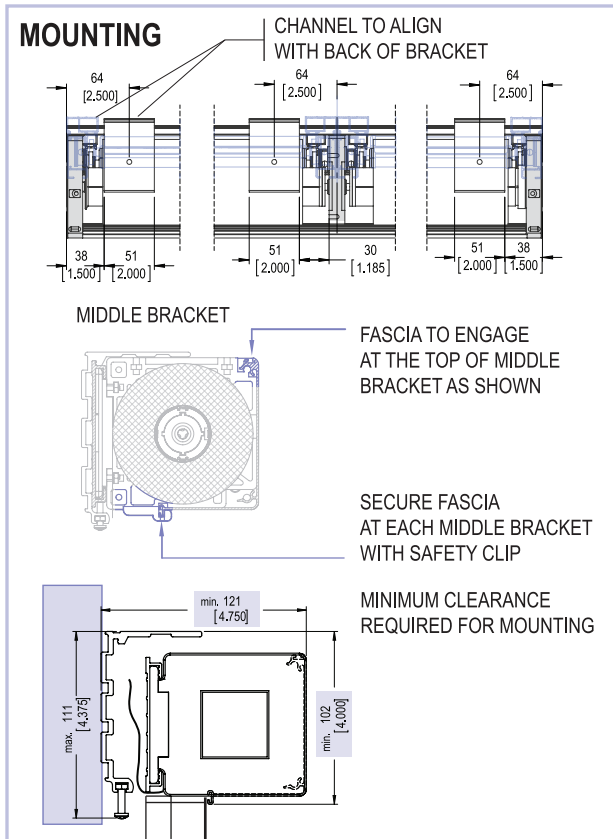 MOUNTING
CHANNEL TO ALIGN
WITH BACK OF BRACKET
64
[2.500]
64
[2.500]
64
[2.500]
38
[1.500]
51
[2.000]
51
[2.000]
30
[1.185]
51
[2.000]
38
[1.500]
MIDDLE BRACKET
FASCIA TO ENGAGE
AT THE TOP OF MIDDLE
BRACKET AS SHOWN
SECURE FASCIA
AT EACH MIDDLE BRACKET
WITH SAFETY CLIP
min. 121
[4.750]
MINIMUM CLEARANCE
REQUIRED FOR MOUNTING
max. 111
[4.375]
min. 102
[4.000]